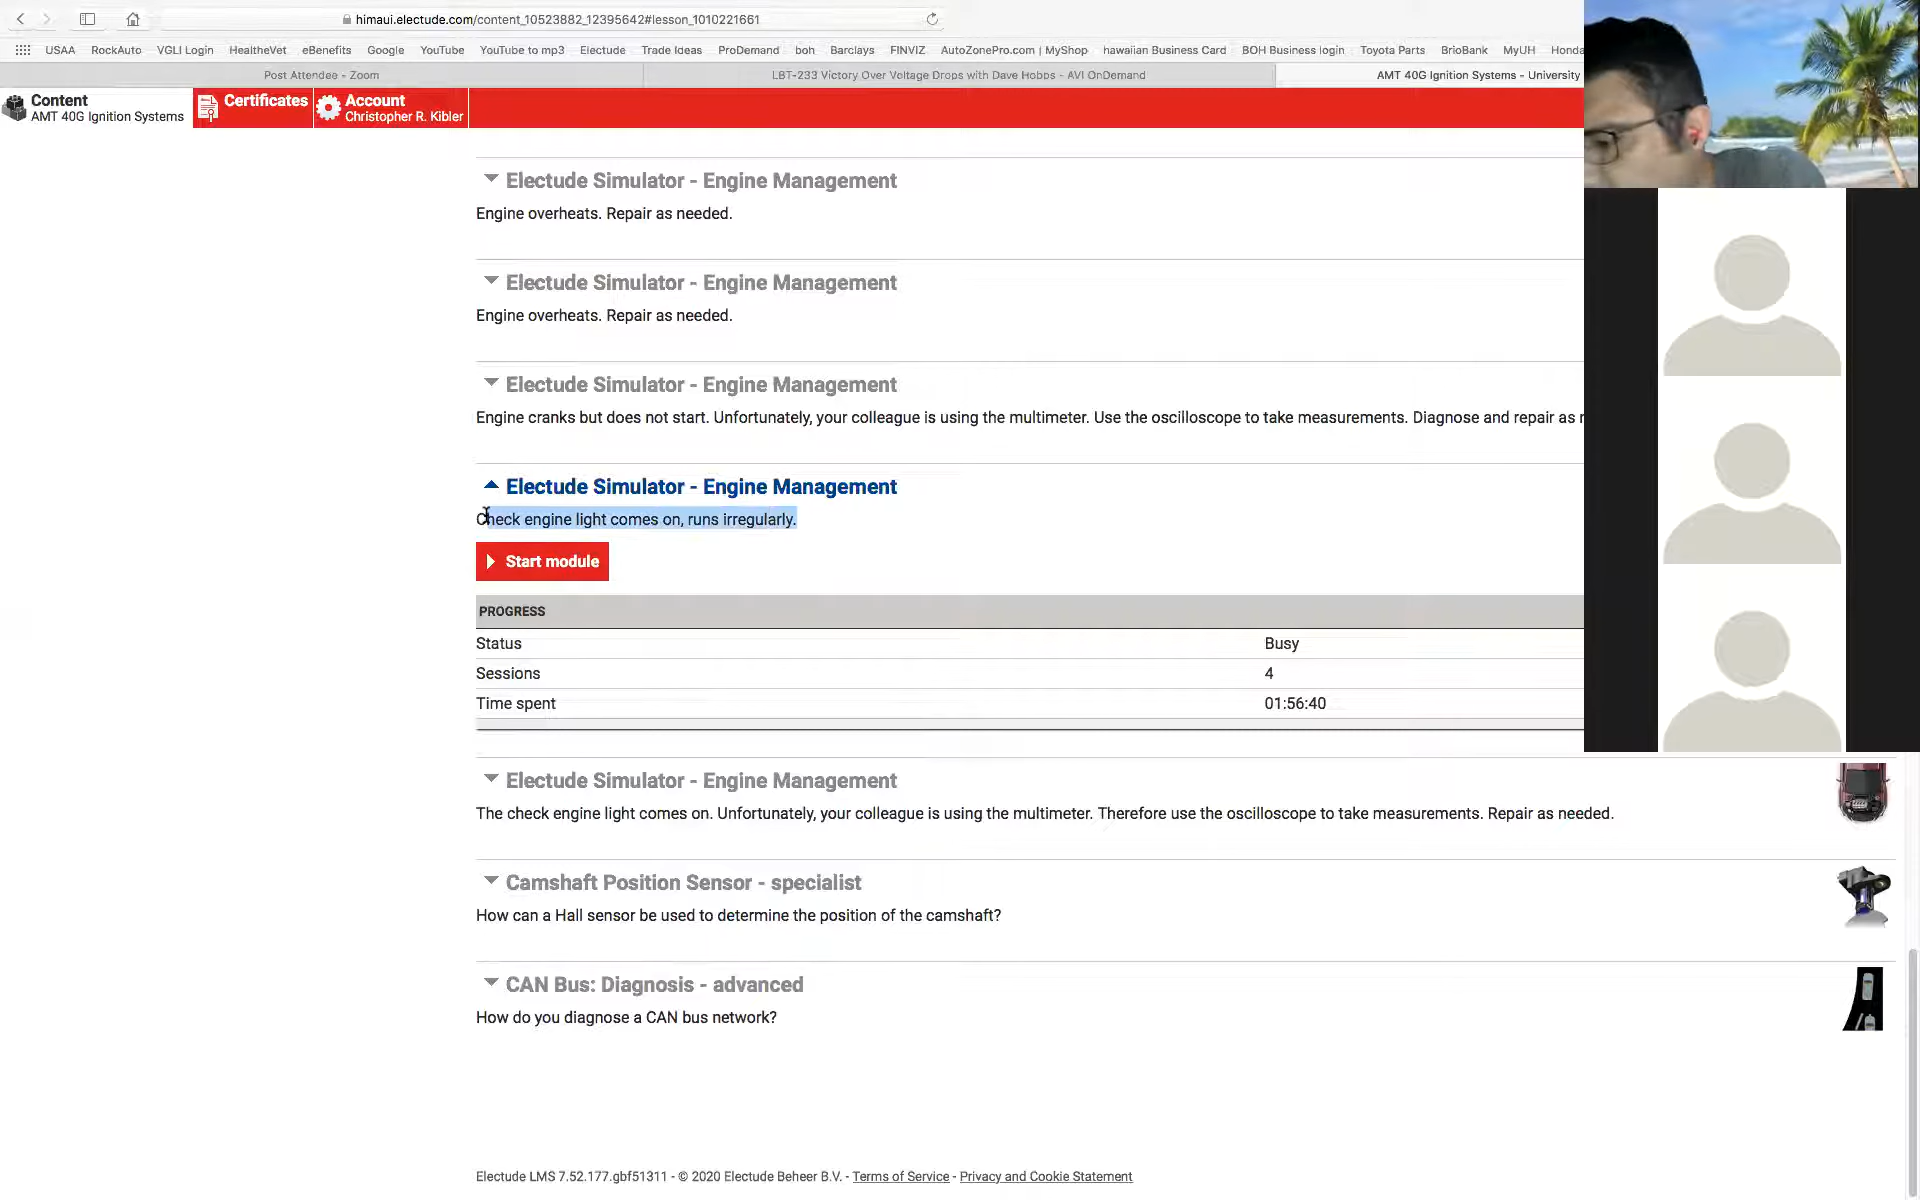 himaui.electude.com/content_10523882_12395642#lesson_1010221661
USAA RockAuto VGLI Login HealtheVet eBenefits Google YouTube YouTube to mp3 Electude Trade Ideas ProDemand boh Barclays FINVIZ AutoZonePro.com | MyShop hawaiian Business Card BOH Business login Toyota Parts BrioBank MyUH Honda
Post Attendee - Zoom LBT-233 Victory Over Voltage Drops with Dave Hobbs - AVI OnDemand AMT 40G Ignition Systems - University
Content Certificates Account
AMT 40G Ignition Systems Christopher R. Kibler
Electude Simulator - Engine Management
Engine overheats. Repair as needed.
Electude Simulator - Engine Management
Engine overheats. Repair as needed.
Electude Simulator - Engine Management
Engine cranks but does not start. Unfortunately, your colleague is using the multimeter. Use the oscilloscope to take measurements. Diagnose and repair as
Electude Simulator - Engine Management
Check engine light comes on, runs irregularly.
Start module
PROGRESS
Status Busy
Sessions 4
Time spent 01:56:40
Electude Simulator - Engine Management
The check engine light comes on. Unfortunately, your colleague is using the multimeter. Therefore use the oscilloscope to take measurements. Repair as needed.
Camshaft Position Sensor - specialist
How can a Hall sensor be used to determine the position of the camshaft?
CAN Bus: Diagnosis - advanced
How do you diagnose a CAN bus network?
Electude LMS 7.52.177.gbf51311 - © 2020 Electude Beheer B.V. - Terms of Service - Privacy and Cookie Statement